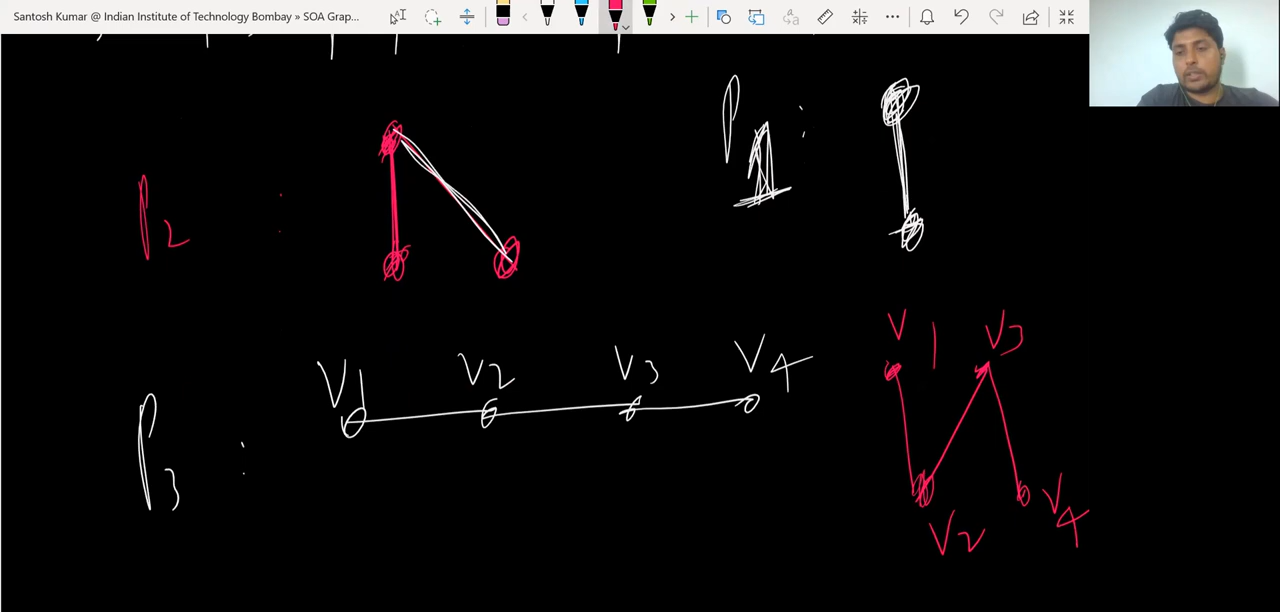 Santosh Kumar @ Indian Institute of Technology Bombay » SOA Grap...
P1 :
P2 :
V1 V2 V3 V4
P3 :
V1 V3
V2 V4